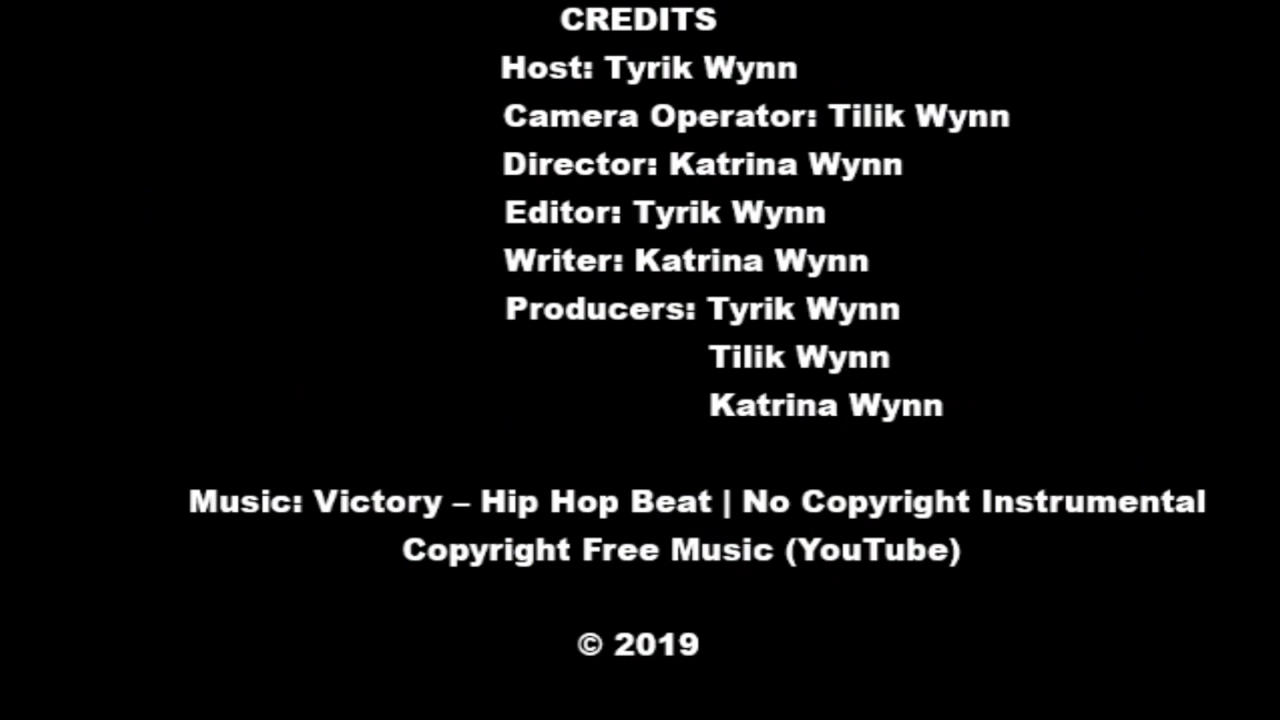 CREDITS
Host: Tyrik Wynn
Camera Operator: Tilik Wynn
Director: Katrina Wynn
Editor: Tyrik Wynn
Writer: Katrina Wynn
Producers: Tyrik Wynn
Tilik Wynn
Katrina Wynn
Music: Victory – Hip Hop Beat | No Copyright Instrumental
Copyright Free Music (YouTube)
© 2019